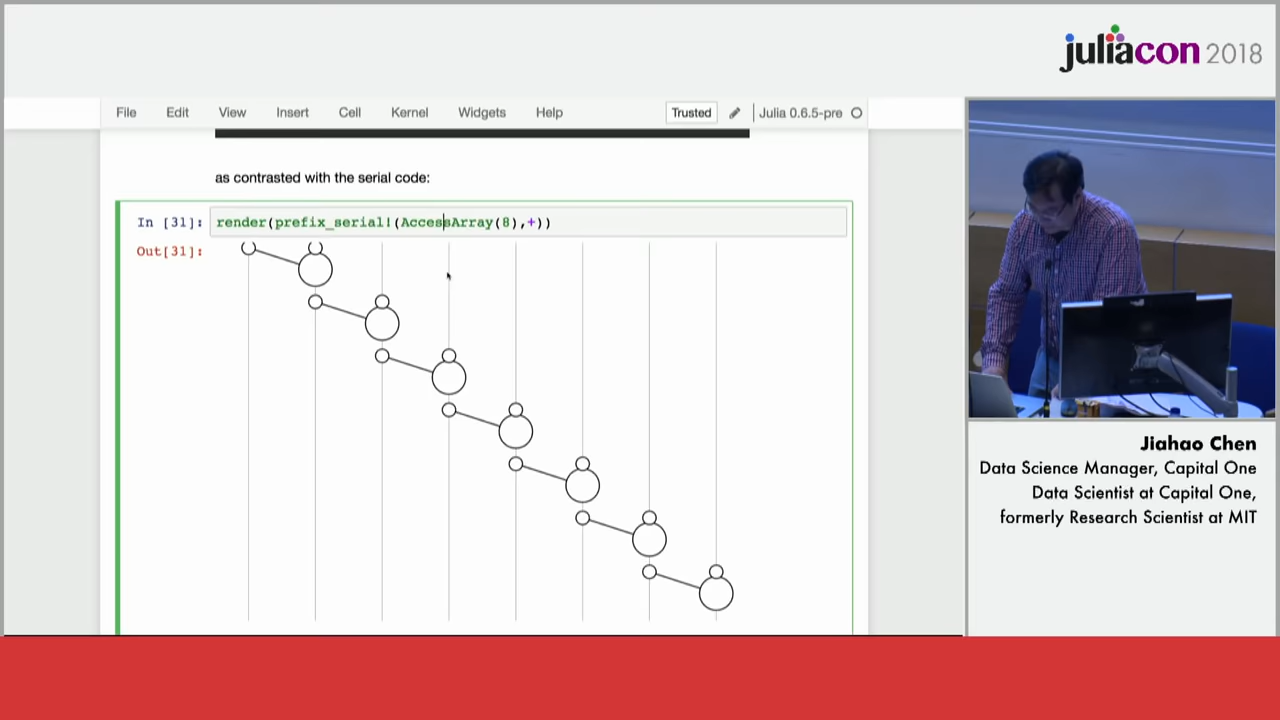 juliacon 2018
File Edit View Insert Cell Kernel Widgets Help Trusted Julia 0.6.5-pre
as contrasted with the serial code:
In [31]: render(prefix_serial!(AccessArray(8),+))
Out[31]:
Jiahao Chen
Data Science Manager, Capital One
Data Scientist at Capital One,
formerly Research Scientist at MIT